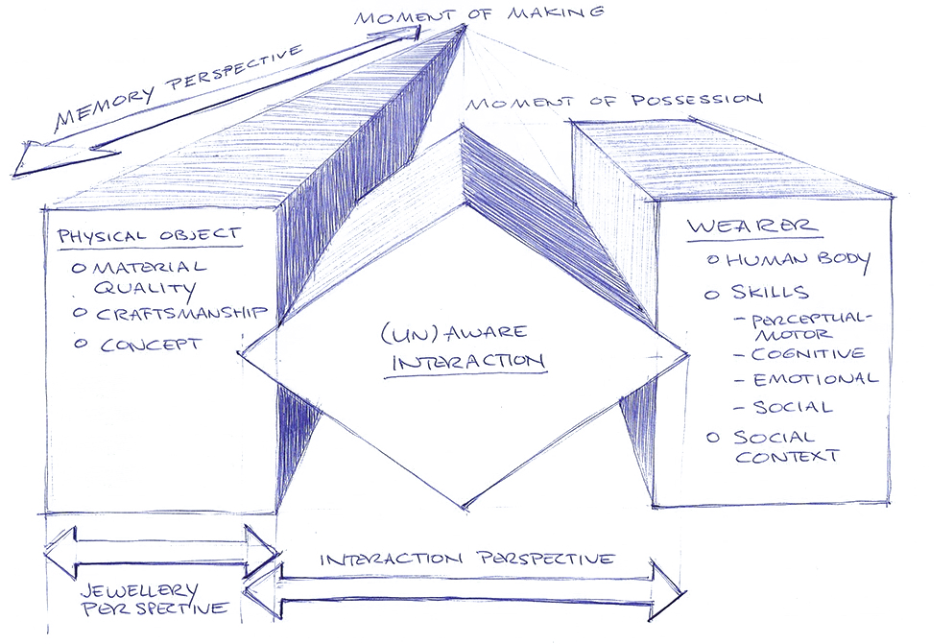 MOMENT OF MAKING
MEMORY PERSPECTIVE
MOMENT OF POSSESSION
PHYSICAL OBJECT
MATERIAL
QUALITY
CRAFTSMANSHIP
CONCEPT
(UN)AWARE
INTERACTION
WEARER
HUMAN BODY
SKILLS
- PERCEPTUAL-
MOTOR
- COGNITIVE
- EMOTIONAL
- SOCIAL
SOCIAL
CONTEXT
INTERACTION PERSPECTIVE
JEWELLERY
PERSPECTIVE